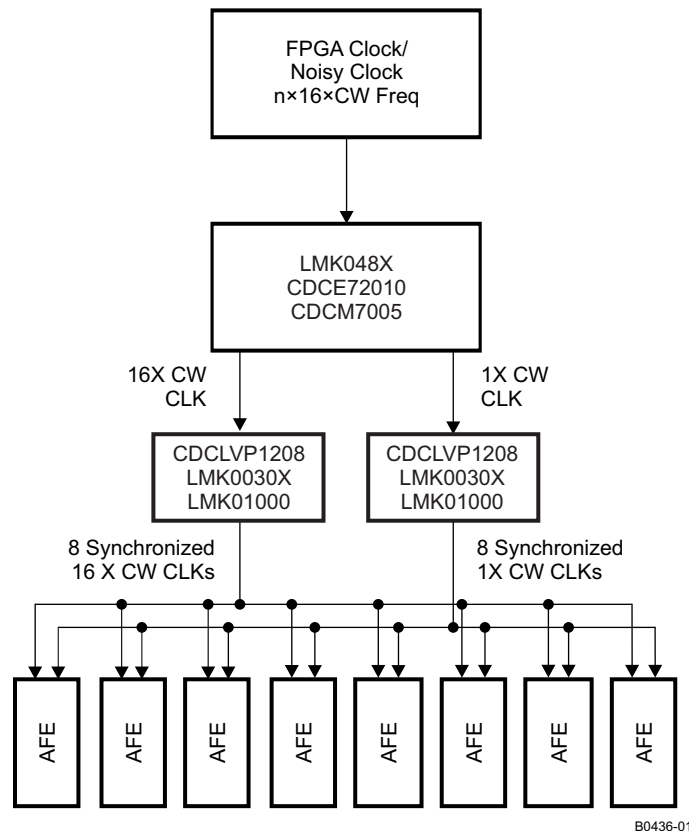 FPGA Clock/
Noisy Clock
n×16×CW Freq
LMK048X
CDCE72010
CDCM7005
16X CW
CLK
1X CW
CLK
CDCLVP1208
LMK0030X
LMK01000
CDCLVP1208
LMK0030X
LMK01000
8 Synchronized
16 X CW CLKs
8 Synchronized
1X CW CLKs
AFE
AFE
AFE
AFE
AFE
AFE
AFE
AFE
B0436-01